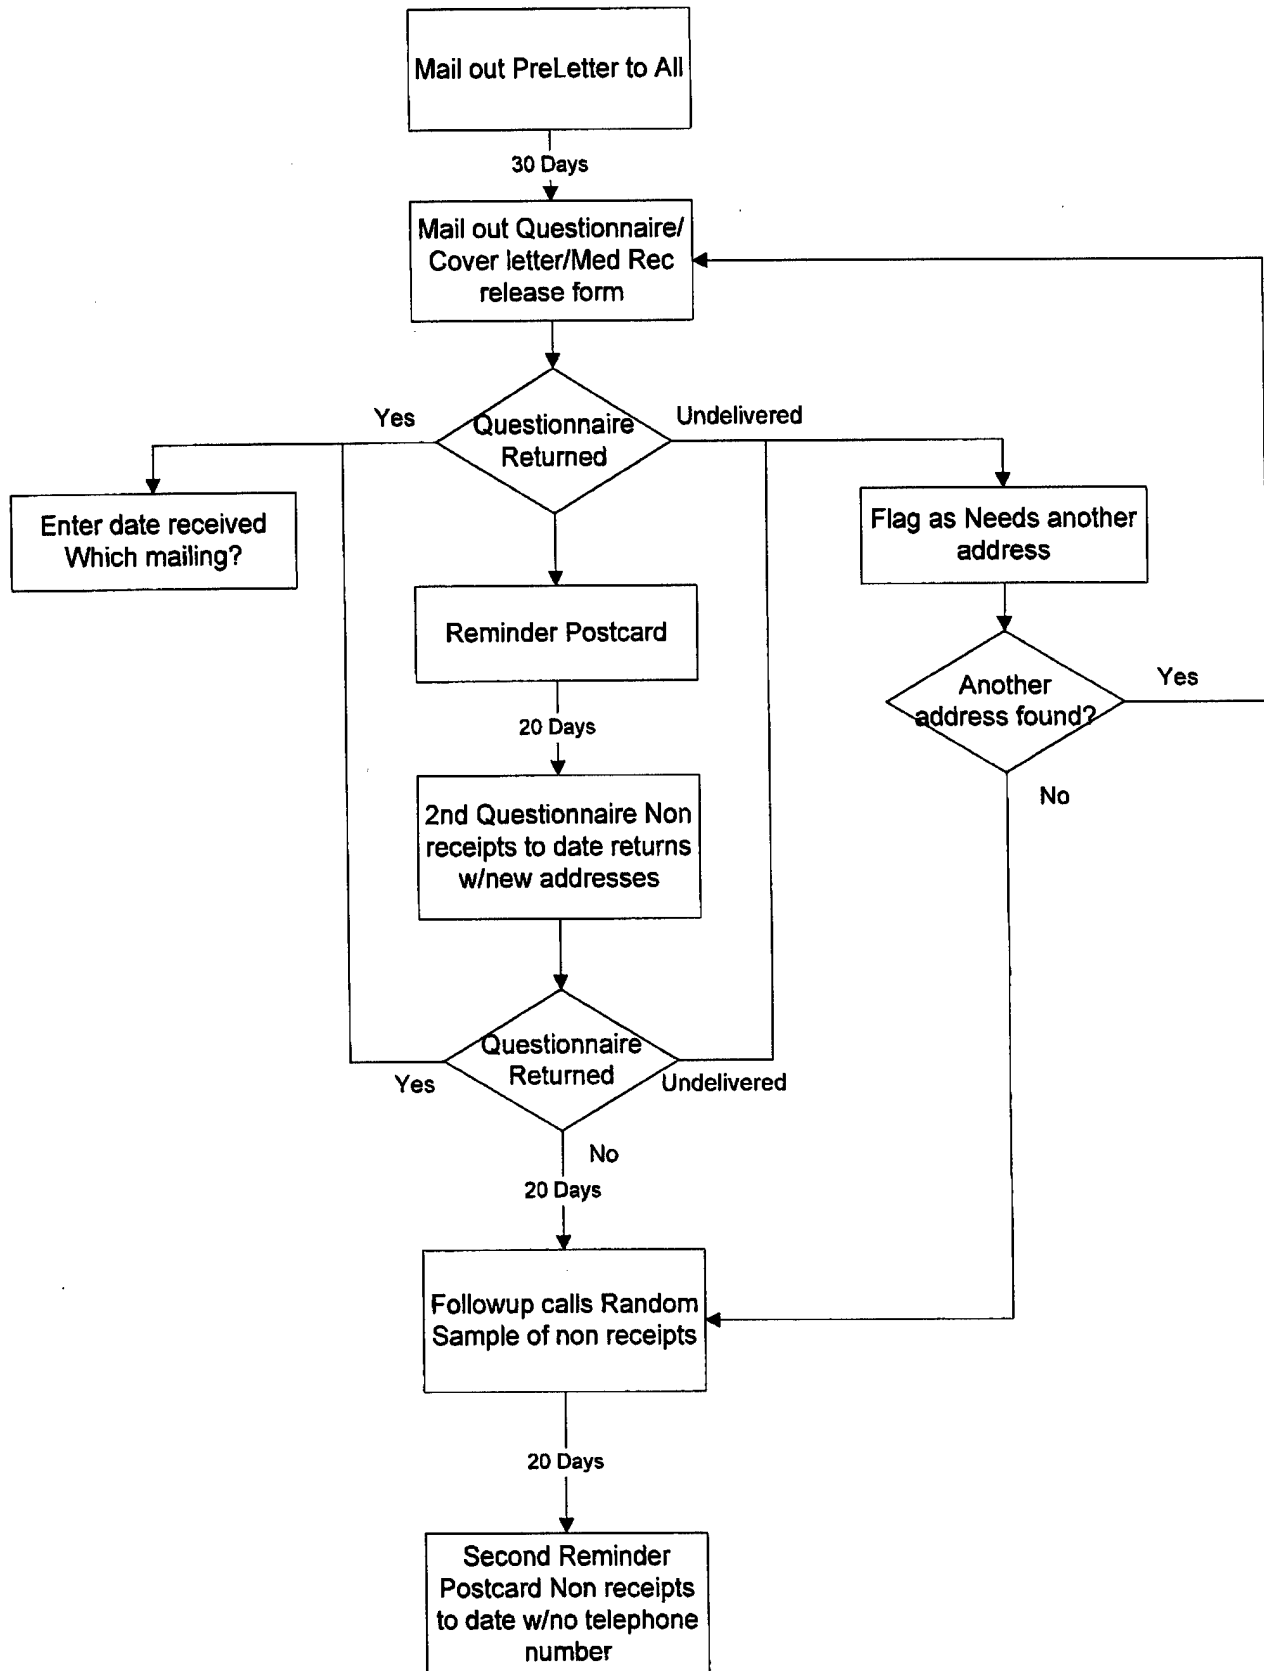 Mail out PreLetter to All
30 Days
Mail out Questionnaire/
Cover letter/Med Rec
release form
Yes
Questionnaire
Returned
Undelivered
Enter date received
Which mailing?
Flag as Needs another
address
Reminder Postcard
Another
address found?
Yes
20 Days
No
2nd Questionnaire Non
receipts to date returns
w/new addresses
Questionnaire
Returned
Yes
Undelivered
No
20 Days
Followup calls Random
Sample of non receipts
20 Days
Second Reminder
Postcard Non receipts
to date w/no telephone
number